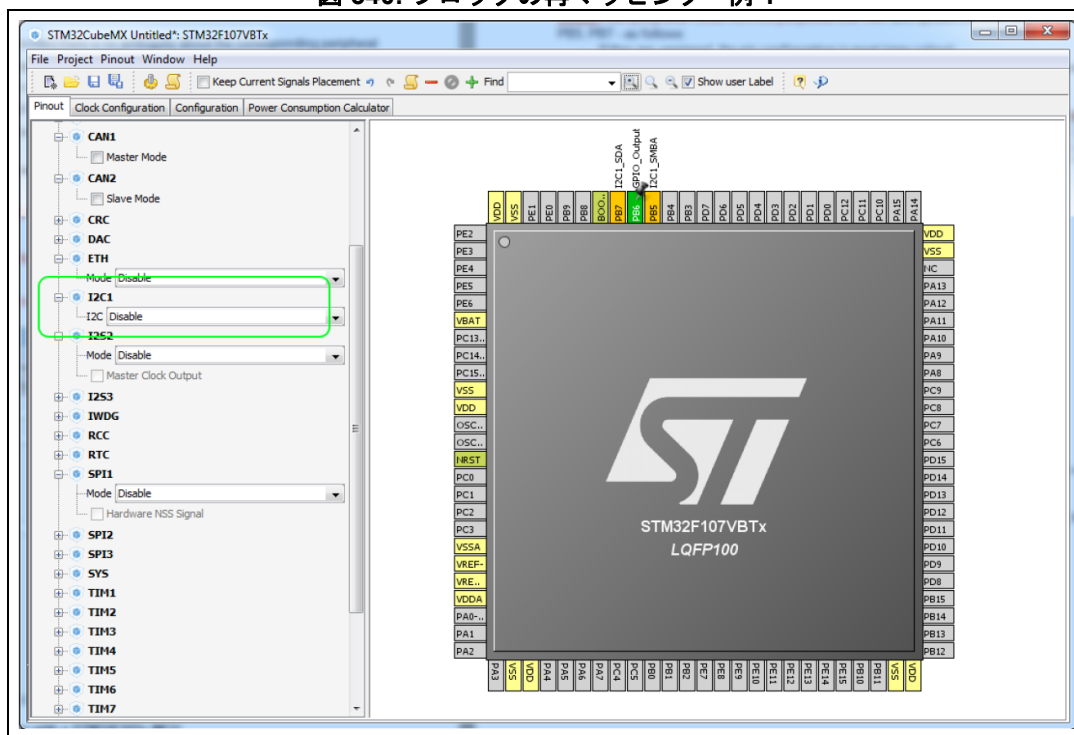 STM32CubeMX Untitled*: STM32F107VBTx
File Project Pinout Window Help
Keep Current Signals Placement
Find
Show user Label
Pinout
Clock Configuration
Configuration
Power Consumption Calculator
CAN1
Master Mode
CAN2
Slave Mode
CRC
DAC
ETH
Mode Disable
I2C1
I2C Disable
I2S2
Mode Disable
Master Clock Output
I2S3
IWDG
RCC
RTC
SPI1
Mode Disable
Hardware NSS Signal
SPI2
SPI3
SYS
TIM1
TIM2
TIM3
TIM4
TIM5
TIM6
TIM7
I2C1_SDA
GPIO_Output
I2C1_SMBA
VDD
VSS
PE1
PE0
PB9
PB8
BOO..
PB7
PB6
PB5
PB4
PB3
PD7
PD6
PD5
PD4
PD3
PD2
PD1
PD0
PC12
PC11
PC10
PA15
PA14
PE2
PE3
PE4
PE5
PE6
VBAT
PC13..
PC14..
PC15..
VSS
VDD
OSC..
OSC..
NRST
PC0
PC1
PC2
PC3
VSSA
VREF-
VRE..
VDDA
PA0-..
PA1
PA2
ST
STM32F107VBTx
LQFP100
VDD
VSS
NC
PA13
PA12
PA11
PA10
PA9
PA8
PC9
PC8
PC7
PC6
PD15
PD14
PD13
PD12
PD11
PD10
PD9
PD8
PB15
PB14
PB13
PB12
PA3
VSS
VDD
PA4
PA5
PA6
PA7
PC4
PC5
PB0
PB1
PB2
PE7
PE8
PE9
PE10
PE11
PE12
PE13
PE14
PE15
PB10
PB11
VSS
VDD